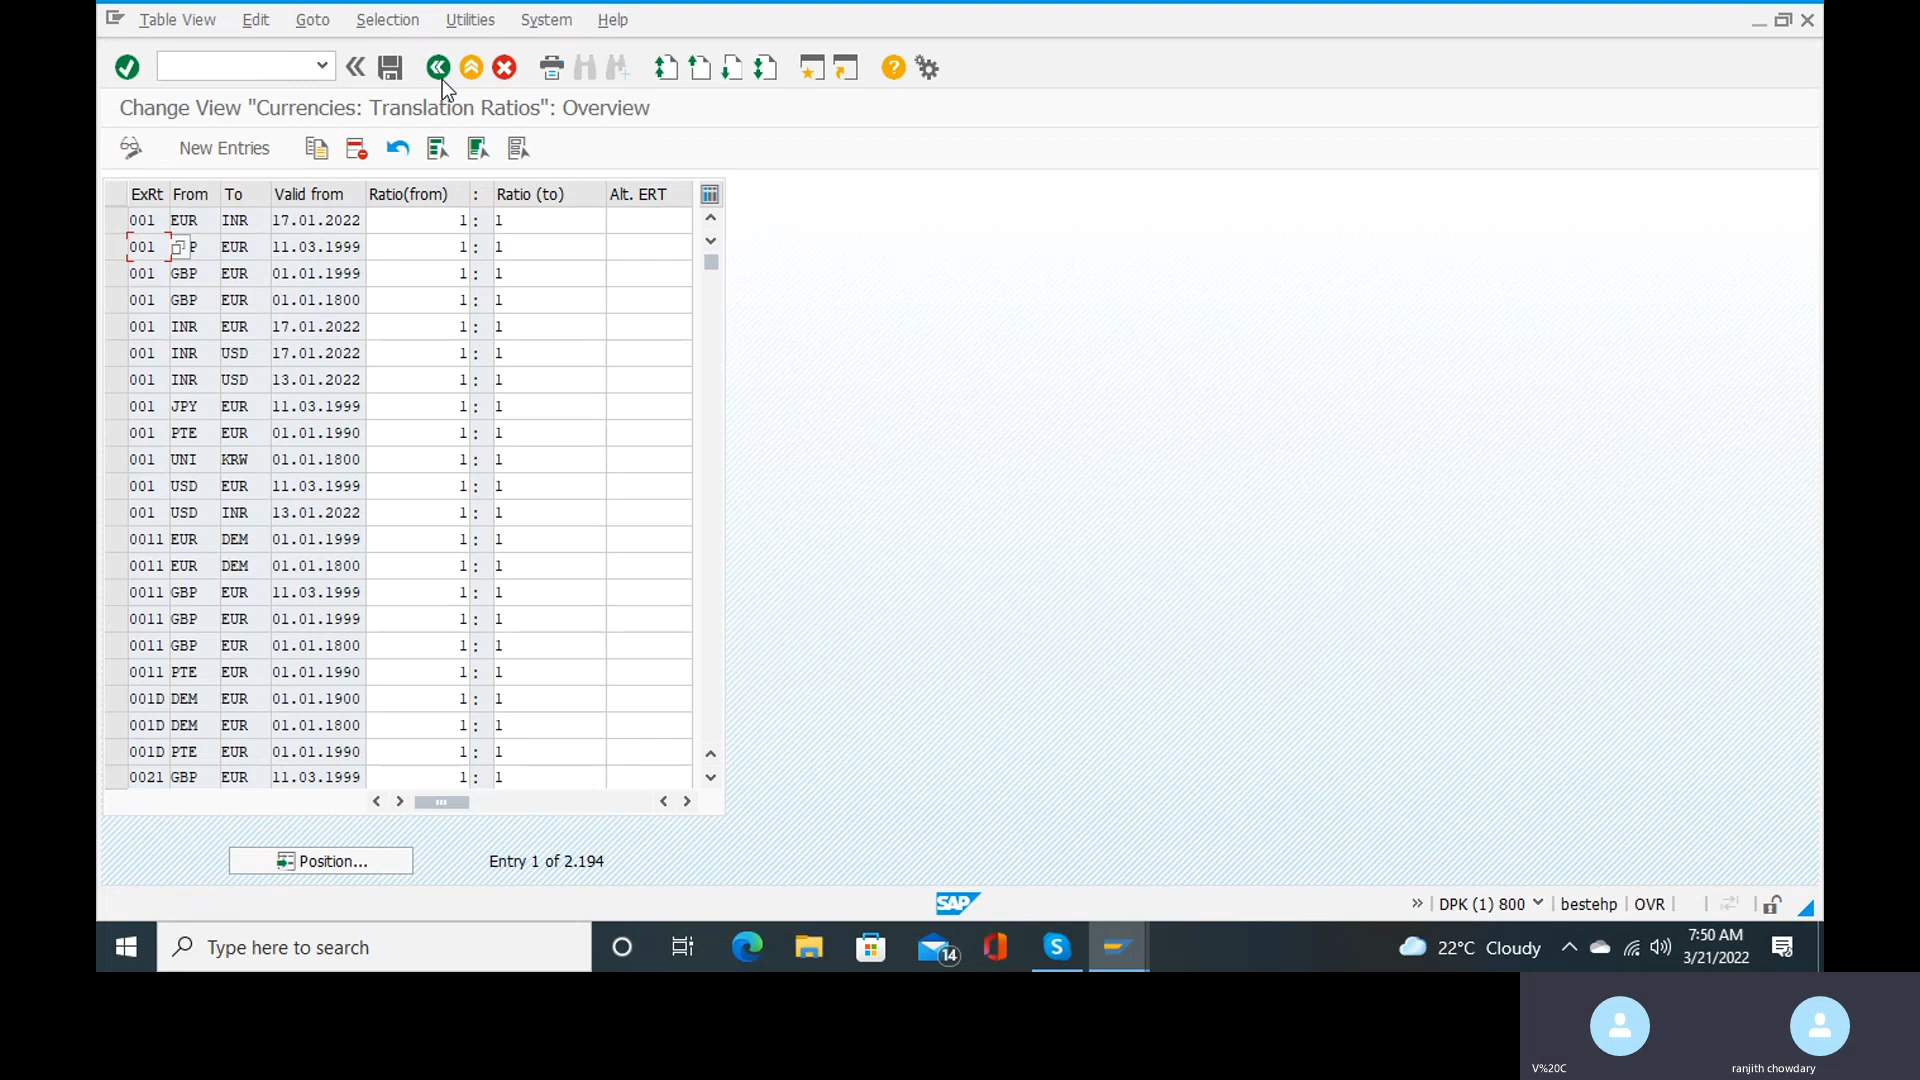 Table View Edit Goto Selection Utilities System Help
Change View "Currencies: Translation Ratios": Overview
New Entries
ExRt From To Valid from Ratio(from) : Ratio (to) Alt. ERT
001 EUR INR 17.01.2022 1 : 1
001 P EUR 11.03.1999 1 : 1
001 GBP EUR 01.01.1999 1 : 1
001 GBP EUR 01.01.1800 1 : 1
001 INR EUR 17.01.2022 1 : 1
001 INR USD 17.01.2022 1 : 1
001 INR USD 13.01.2022 1 : 1
001 JPY EUR 11.03.1999 1 : 1
001 PTE EUR 01.01.1990 1 : 1
001 UNI KRW 01.01.1800 1 : 1
001 USD EUR 11.03.1999 1 : 1
001 USD INR 13.01.2022 1 : 1
0011 EUR DEM 01.01.1999 1 : 1
0011 EUR DEM 01.01.1800 1 : 1
0011 GBP EUR 11.03.1999 1 : 1
0011 GBP EUR 01.01.1999 1 : 1
0011 GBP EUR 01.01.1800 1 : 1
0011 PTE EUR 01.01.1990 1 : 1
001D DEM EUR 01.01.1900 1 : 1
001D DEM EUR 01.01.1800 1 : 1
001D PTE EUR 01.01.1990 1 : 1
0021 GBP EUR 11.03.1999 1 : 1
Position... Entry 1 of 2.194
SAP DPK (1) 800 bestehp OVR
Type here to search 14 22°C Cloudy 7:50 AM
3/21/2022
V%20C ranjith chowdary